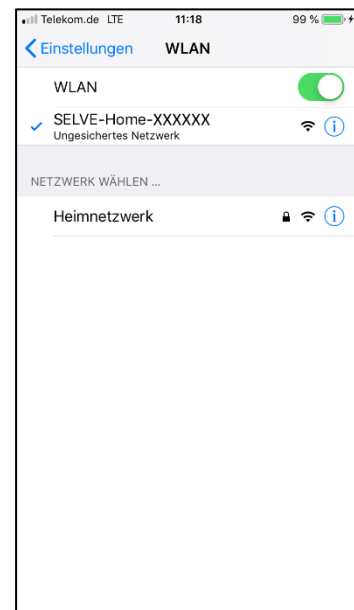 Telekom.de LTE 11:18 99 %
Einstellungen WLAN
WLAN
SELVE-Home-XXXXXX
Ungesichertes Netzwerk
NETZWERK WÄHLEN ...
Heimnetzwerk